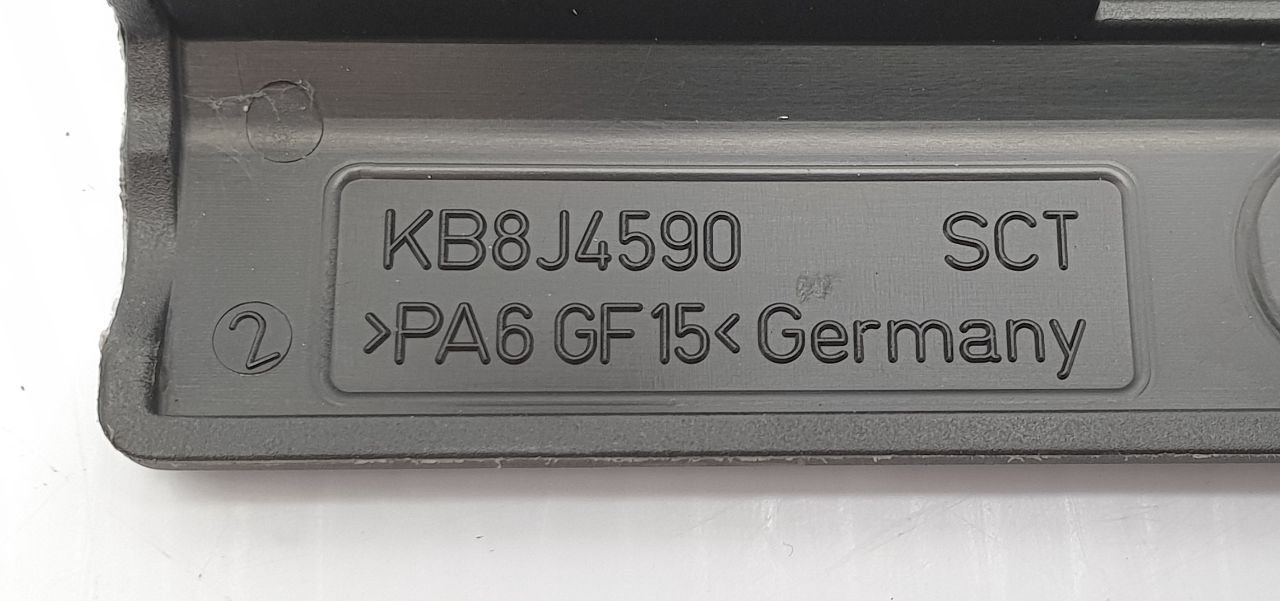 KB8J4590 SCT
>PA6 GF15< Germany
2